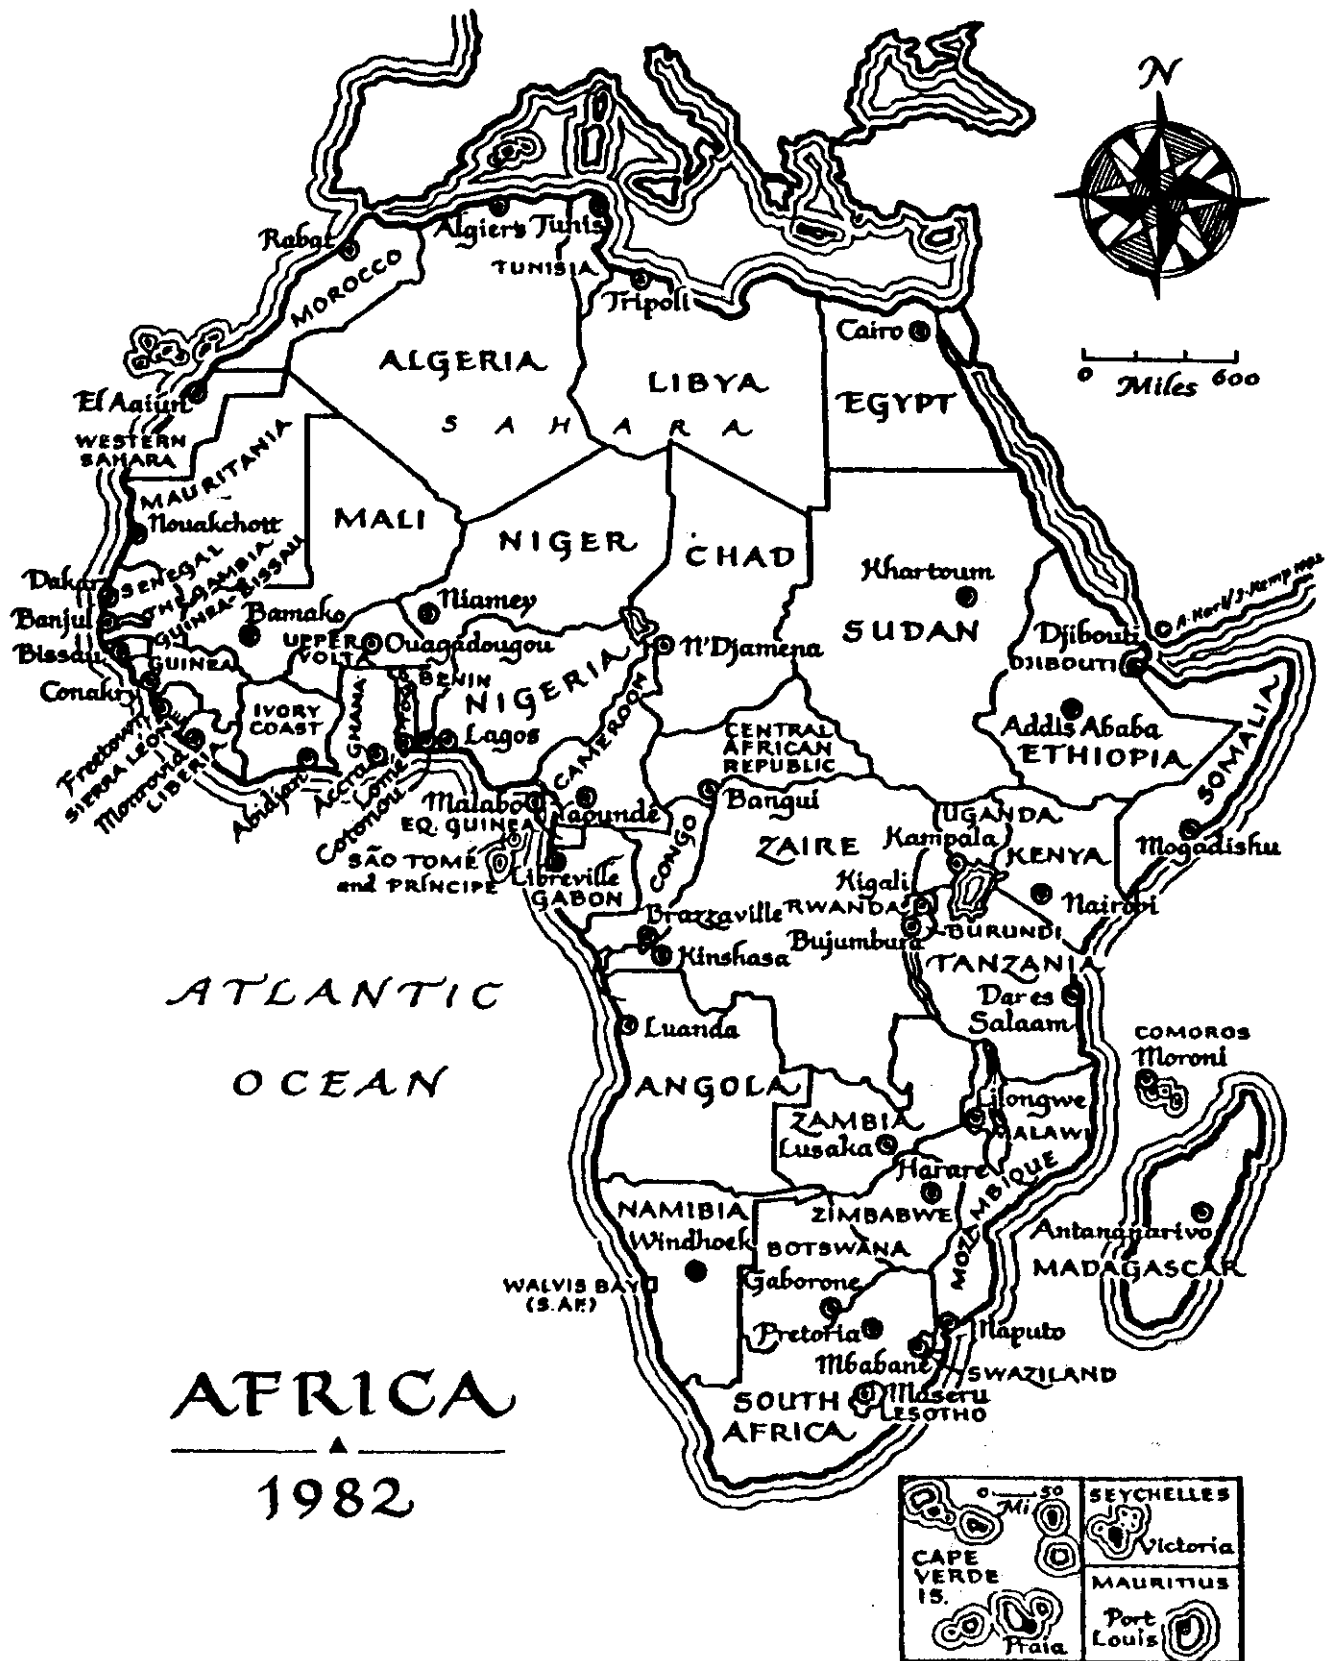 N
Rabat
Algiers
Tunis
MOROCCO
TUNISIA
Tripoli
Cairo
0 600
Miles
ALGERIA
LIBYA
EGYPT
El Aaiun
SAHARA
WESTERN
SAHARA
MAURITANIA
Nouakchott
MALI
NIGER
CHAD
Khartoum
SUDAN
Dakar
SENEGAL
THE GAMBIA
GUINEA-BISSAU
Banjul
Bissau
Bamako
Niamey
UPPER
VOLTA
Ouagadougou
N'Djamena
Djibouti
DJIBOUTI
GUINEA
Conakry
BENIN
NIGERIA
IVORY
COAST
GHANA
TOGO
Lagos
CAMEROON
CENTRAL
AFRICAN
REPUBLIC
Addis Ababa
ETHIOPIA
SOMALIA
Freetown
SIERRA LEONE
Monrovia
LIBERIA
Abidjan
Accra
Lomé
Cotonou
Malabo
EQ. GUINEA
Yaoundé
Bangui
UGANDA
Kampala
KENYA
Mogadishu
ZAIRE
CONGO
SÃO TOMÉ
and PRÍNCIPE
Libreville
GABON
Kigali
RWANDA
Nairobi
Brazzaville
Bujumbura
BURUNDI
Kinshasa
TANZANIA
ATLANTIC
OCEAN
Dar es
Salaam
Luanda
COMOROS
Moroni
ANGOLA
Lilongwe
MALAWI
ZAMBIA
Lusaka
Harare
MOZAMBIQUE
NAMIBIA
Windhoek
ZIMBABWE
BOTSWANA
Antananarivo
MADAGASCAR
WALVIS BAY
(S. AF.)
Gaborone
Pretoria
Maputo
Mbabane
SWAZILAND
SOUTH
AFRICA
Maseru
LESOTHO
AFRICA
1982
0 50
Mi
CAPE
VERDE
IS.
Praia
SEYCHELLES
Victoria
MAURITIUS
Port
Louis